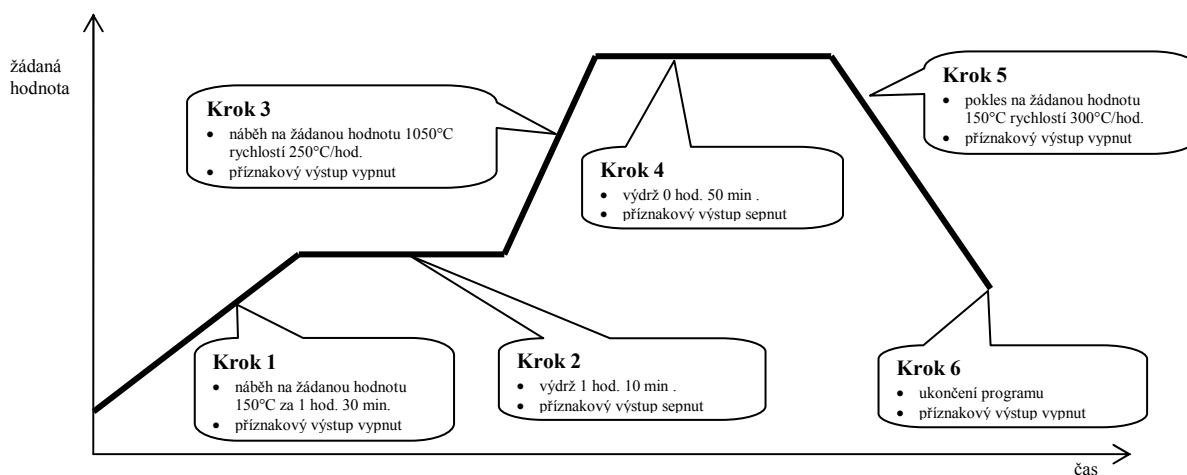 žádaná
hodnota
Krok 3
• náběh na žádanou hodnotu 1050°C
rychlostí 250°C/hod.
• příznakový výstup vypnut
Krok 5
• pokles na žádanou hodnotu
150°C rychlostí 300°C/hod.
• příznakový výstup vypnut
Krok 4
• výdrž 0 hod. 50 min .
• příznakový výstup sepnut
Krok 1
• náběh na žádanou hodnotu
150°C za 1 hod. 30 min.
• příznakový výstup vypnut
Krok 2
• výdrž 1 hod. 10 min .
• příznakový výstup sepnut
Krok 6
• ukončení programu
• příznakový výstup vypnut
čas